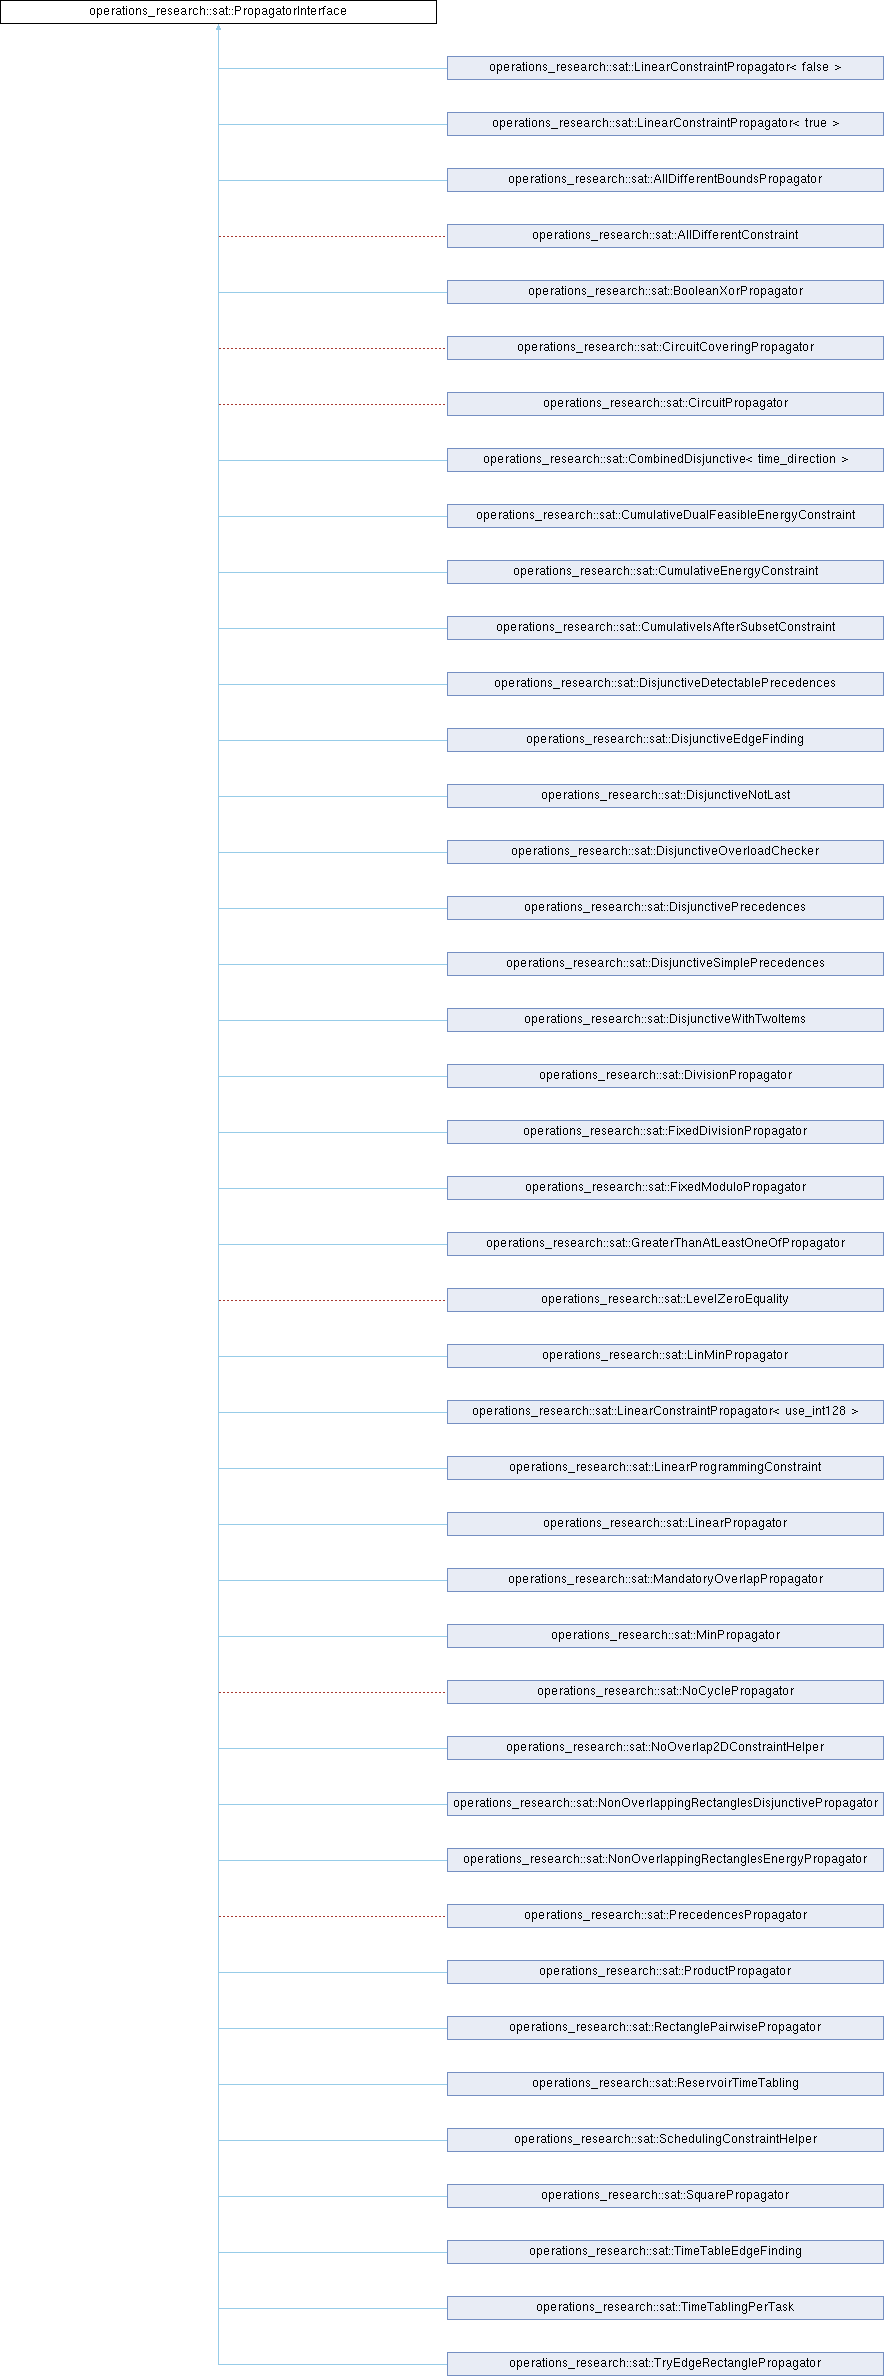 operations_research::sat::PropagatorInterface
operations_research::sat::LinearConstraintPropagator< false >
operations_research::sat::LinearConstraintPropagator< true >
operations_research::sat::AllDifferentBoundsPropagator
operations_research::sat::AllDifferentConstraint
operations_research::sat::BooleanXorPropagator
operations_research::sat::CircuitCoveringPropagator
operations_research::sat::CircuitPropagator
operations_research::sat::CombinedDisjunctive< time_direction >
operations_research::sat::CumulativeDualFeasibleEnergyConstraint
operations_research::sat::CumulativeEnergyConstraint
operations_research::sat::CumulativeIsAfterSubsetConstraint
operations_research::sat::DisjunctiveDetectablePrecedences
operations_research::sat::DisjunctiveEdgeFinding
operations_research::sat::DisjunctiveNotLast
operations_research::sat::DisjunctiveOverloadChecker
operations_research::sat::DisjunctivePrecedences
operations_research::sat::DisjunctiveSimplePrecedences
operations_research::sat::DisjunctiveWithTwoItems
operations_research::sat::DivisionPropagator
operations_research::sat::FixedDivisionPropagator
operations_research::sat::FixedModuloPropagator
operations_research::sat::GreaterThanAtLeastOneOfPropagator
operations_research::sat::LevelZeroEquality
operations_research::sat::LinMinPropagator
operations_research::sat::LinearConstraintPropagator< use_int128 >
operations_research::sat::LinearProgrammingConstraint
operations_research::sat::LinearPropagator
operations_research::sat::MandatoryOverlapPropagator
operations_research::sat::MinPropagator
operations_research::sat::NoCyclePropagator
operations_research::sat::NoOverlap2DConstraintHelper
operations_research::sat::NonOverlappingRectanglesDisjunctivePropagator
operations_research::sat::NonOverlappingRectanglesEnergyPropagator
operations_research::sat::PrecedencesPropagator
operations_research::sat::ProductPropagator
operations_research::sat::RectanglePairwisePropagator
operations_research::sat::ReservoirTimeTabling
operations_research::sat::SchedulingConstraintHelper
operations_research::sat::SquarePropagator
operations_research::sat::TimeTableEdgeFinding
operations_research::sat::TimeTablingPerTask
operations_research::sat::TryEdgeRectanglePropagator